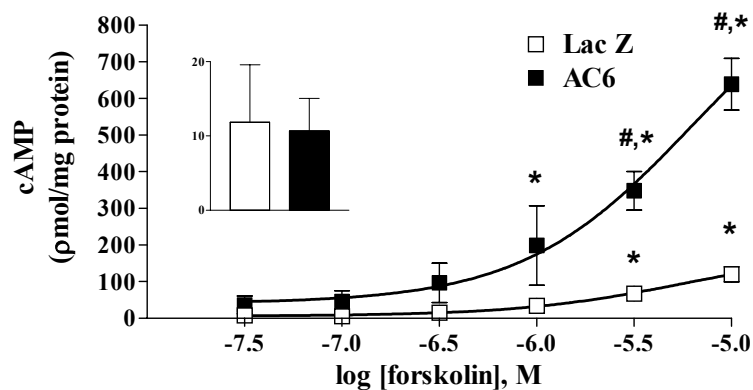 800
700
600
500
400
300
200
100
0
cAMP
(ρmol/mg protein)
20
10
0
Lac Z
AC6
#,*
#,*
*
*
*
-7.5 -7.0 -6.5 -6.0 -5.5 -5.0
log [forskolin], M